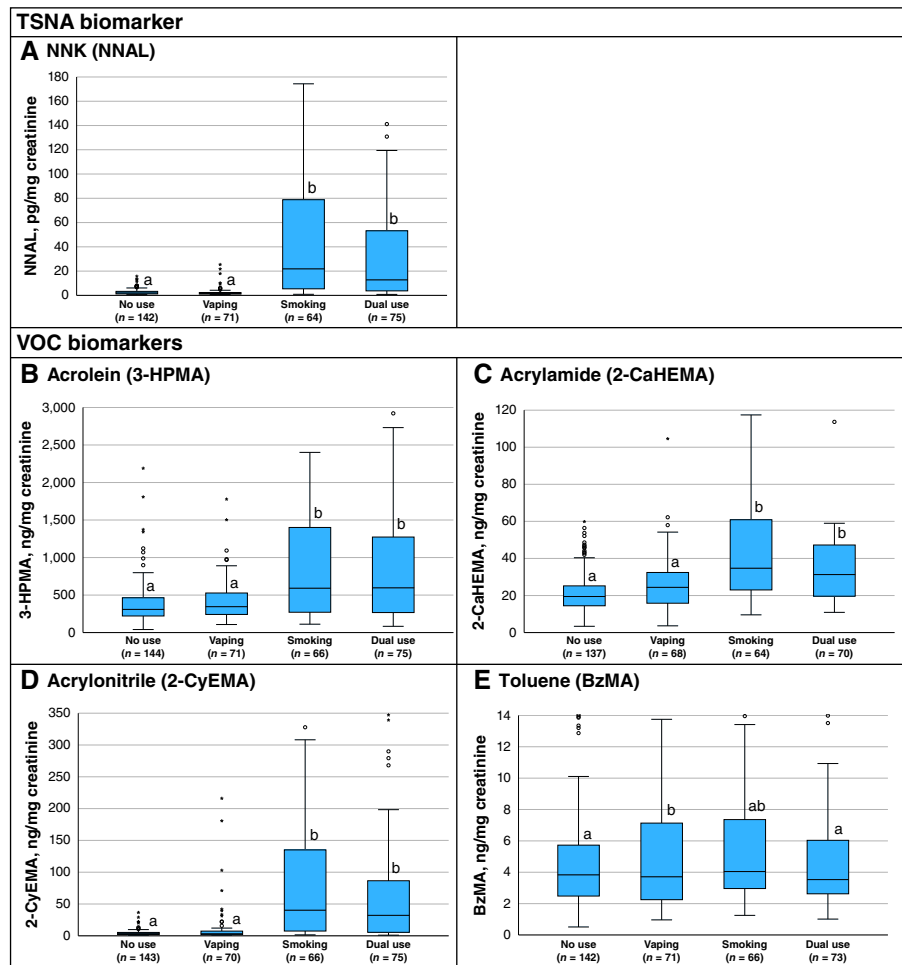 TSNA biomarker
A NNK (NNAL)
NNAL, pg/mg creatinine
180
160
140
120
100
80
60
40
20
0
a
a
b
b
No use Vaping Smoking Dual use
(n = 142) (n = 71) (n = 64) (n = 75)
VOC biomarkers
B Acrolein (3-HPMA)
3-HPMA, ng/mg creatinine
3,000
2,500
2,000
1,500
1,000
500
0
a
a
b
b
No use Vaping Smoking Dual use
(n = 144) (n = 71) (n = 66) (n = 75)
C Acrylamide (2-CaHEMA)
2-CaHEMA, ng/mg creatinine
120
100
80
60
40
20
0
a
a
b
b
No use Vaping Smoking Dual use
(n = 137) (n = 68) (n = 64) (n = 70)
D Acrylonitrile (2-CyEMA)
2-CyEMA, ng/mg creatinine
350
300
250
200
150
100
50
0
a
a
b
b
No use Vaping Smoking Dual use
(n = 143) (n = 70) (n = 66) (n = 75)
E Toluene (BzMA)
BzMA, ng/mg creatinine
14
12
10
8
6
4
2
0
a
b
ab
a
No use Vaping Smoking Dual use
(n = 142) (n = 71) (n = 66) (n = 73)